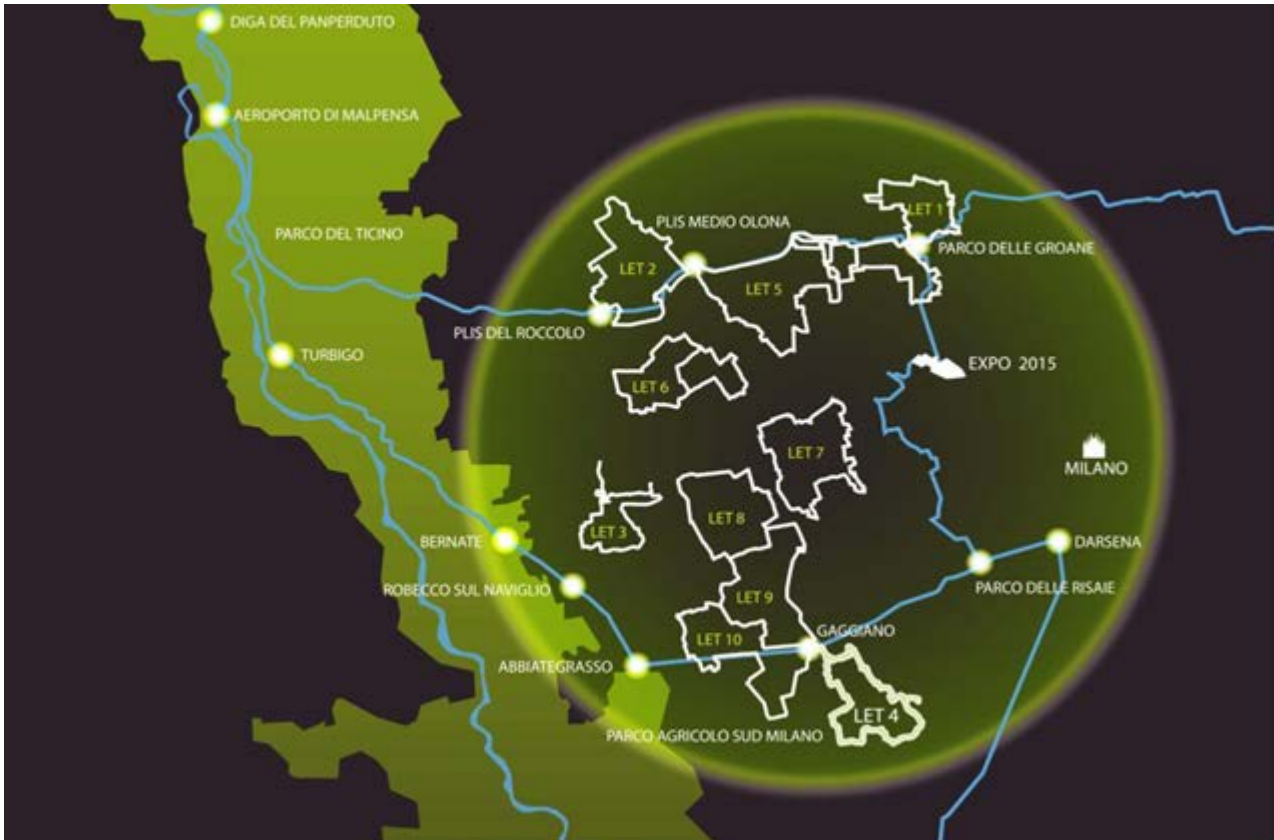 DIGA DEL PANPERDUTO
AEROPORTO DI MALPENSA
PARCO DEL TICINO
PLIS MEDIO OLONA
LET 1
PARCO DELLE GROANE
LET 2
LET 5
PLIS DEL ROCCOLO
TURBIGO
EXPO 2015
LET 6
LET 7
MILANO
LET 8
LET 3
BERNATE
DARSENA
ROBECCO SUL NAVIGLIO
PARCO DELLE RISAIE
LET 9
GAGGIANO
LET 10
ABBIATEGRASSO
LET 4
PARCO AGRICOLO SUD MILANO